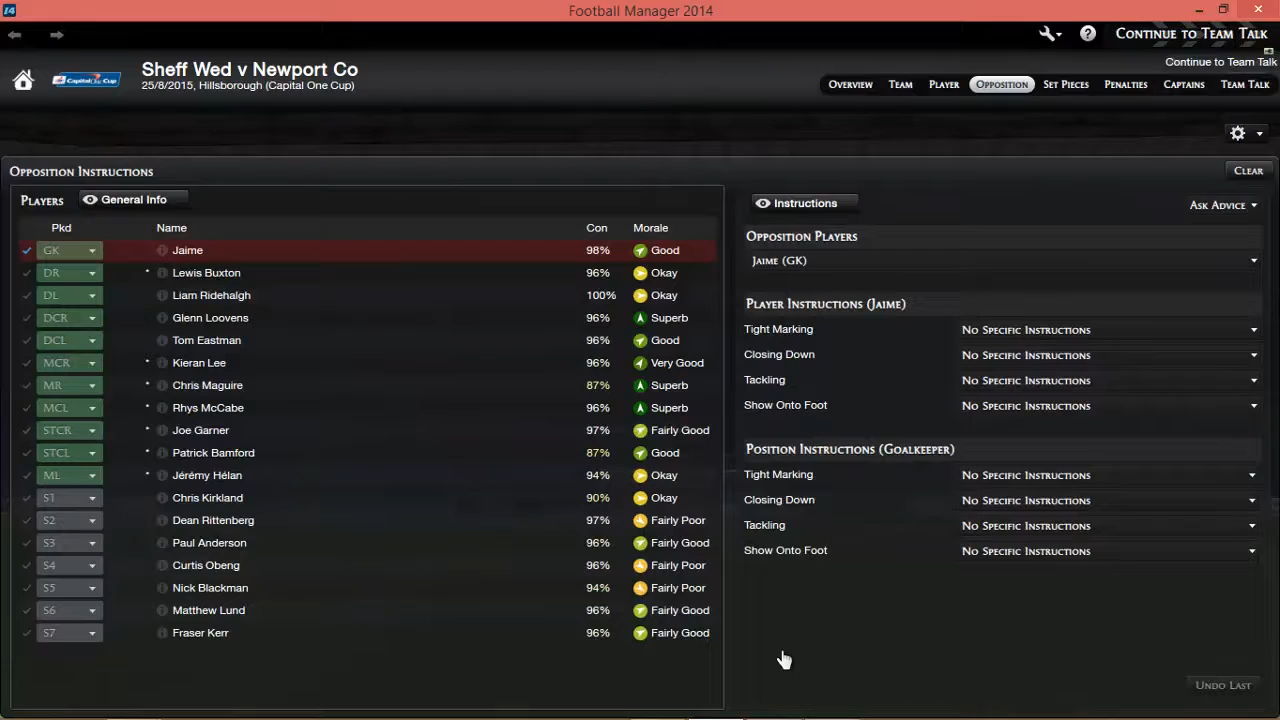 Football Manager 2014
Continue to Team Talk
Sheff Wed v Newport Co
Continue to Team Talk
Capital One Cup
25/8/2015, Hillsborough (Capital One Cup)
Overview Team Player Opposition Set Pieces Penalties Captains Team Talk
Opposition Instructions
Clear
Players General Info
Instructions
Ask Advice
Pkd Name Con Morale
Opposition Players
GK Jaime 98% Good
Jaime (GK)
DR Lewis Buxton 96% Okay
DL Liam Ridehalgh 100% Okay
Player Instructions (Jaime)
DCR Glenn Loovens 96% Superb
Tight Marking No Specific Instructions
DCL Tom Eastman 96% Good
Closing Down No Specific Instructions
MCR Kieran Lee 96% Very Good
Tackling No Specific Instructions
MR Chris Maguire 87% Superb
Show Onto Foot No Specific Instructions
MCL Rhys McCabe 96% Superb
STCR Joe Garner 97% Fairly Good
Position Instructions (Goalkeeper)
STCL Patrick Bamford 87% Good
Tight Marking No Specific Instructions
ML Jérémy Hélan 94% Okay
Closing Down No Specific Instructions
S1 Chris Kirkland 90% Okay
Tackling No Specific Instructions
S2 Dean Rittenberg 97% Fairly Poor
Show Onto Foot No Specific Instructions
S3 Paul Anderson 96% Fairly Good
S4 Curtis Obeng 96% Fairly Poor
S5 Nick Blackman 94% Fairly Poor
S6 Matthew Lund 96% Fairly Good
S7 Fraser Kerr 96% Fairly Good
Undo Last